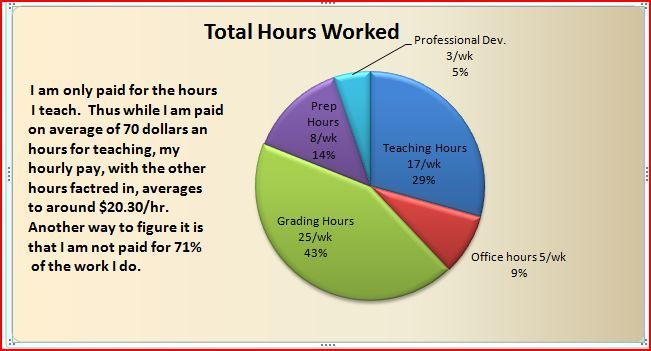 Total Hours Worked
Professional Dev.
3/wk
5%
I am only paid for the hours
I teach. Thus while I am paid
on average of 70 dollars an
hours for teaching, my
hourly pay, with the other
hours factred in, averages
to around $20.30/hr.
Another way to figure it is
that I am not paid for 71%
of the work I do.
Prep
Hours
8/wk
14%
Teaching Hours
17/wk
29%
Grading Hours
25/wk
43%
Office hours 5/wk
9%